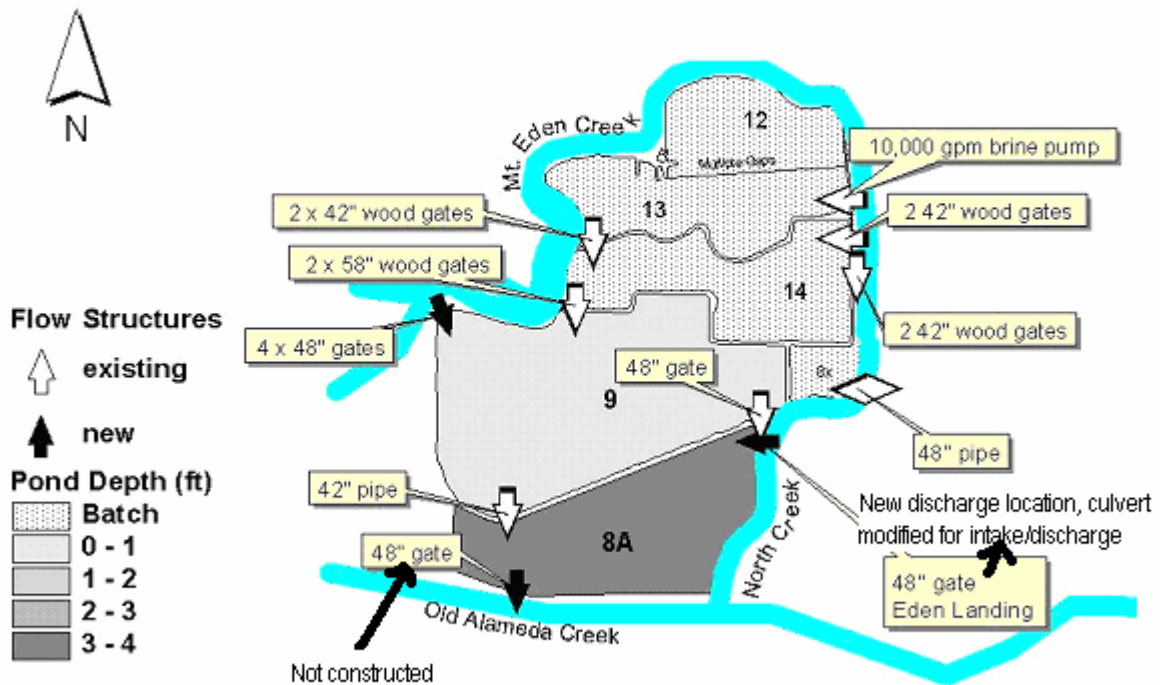 N
Mt. Eden Creek
12
10,000 gpm brine pump
Multiple Gaps
2 x 42" wood gates
13
2 42" wood gates
2 x 58" wood gates
14
2 42" wood gates
4 x 48" gates
48" gate
9
48" pipe
42" pipe
8A
48" gate
North Creek
Old Alameda Creek
Not constructed
New discharge location, culvert
modified for intake/discharge
48" gate
Eden Landing
Flow Structures
existing
new
Pond Depth (ft)
Batch
0 - 1
1 - 2
2 - 3
3 - 4